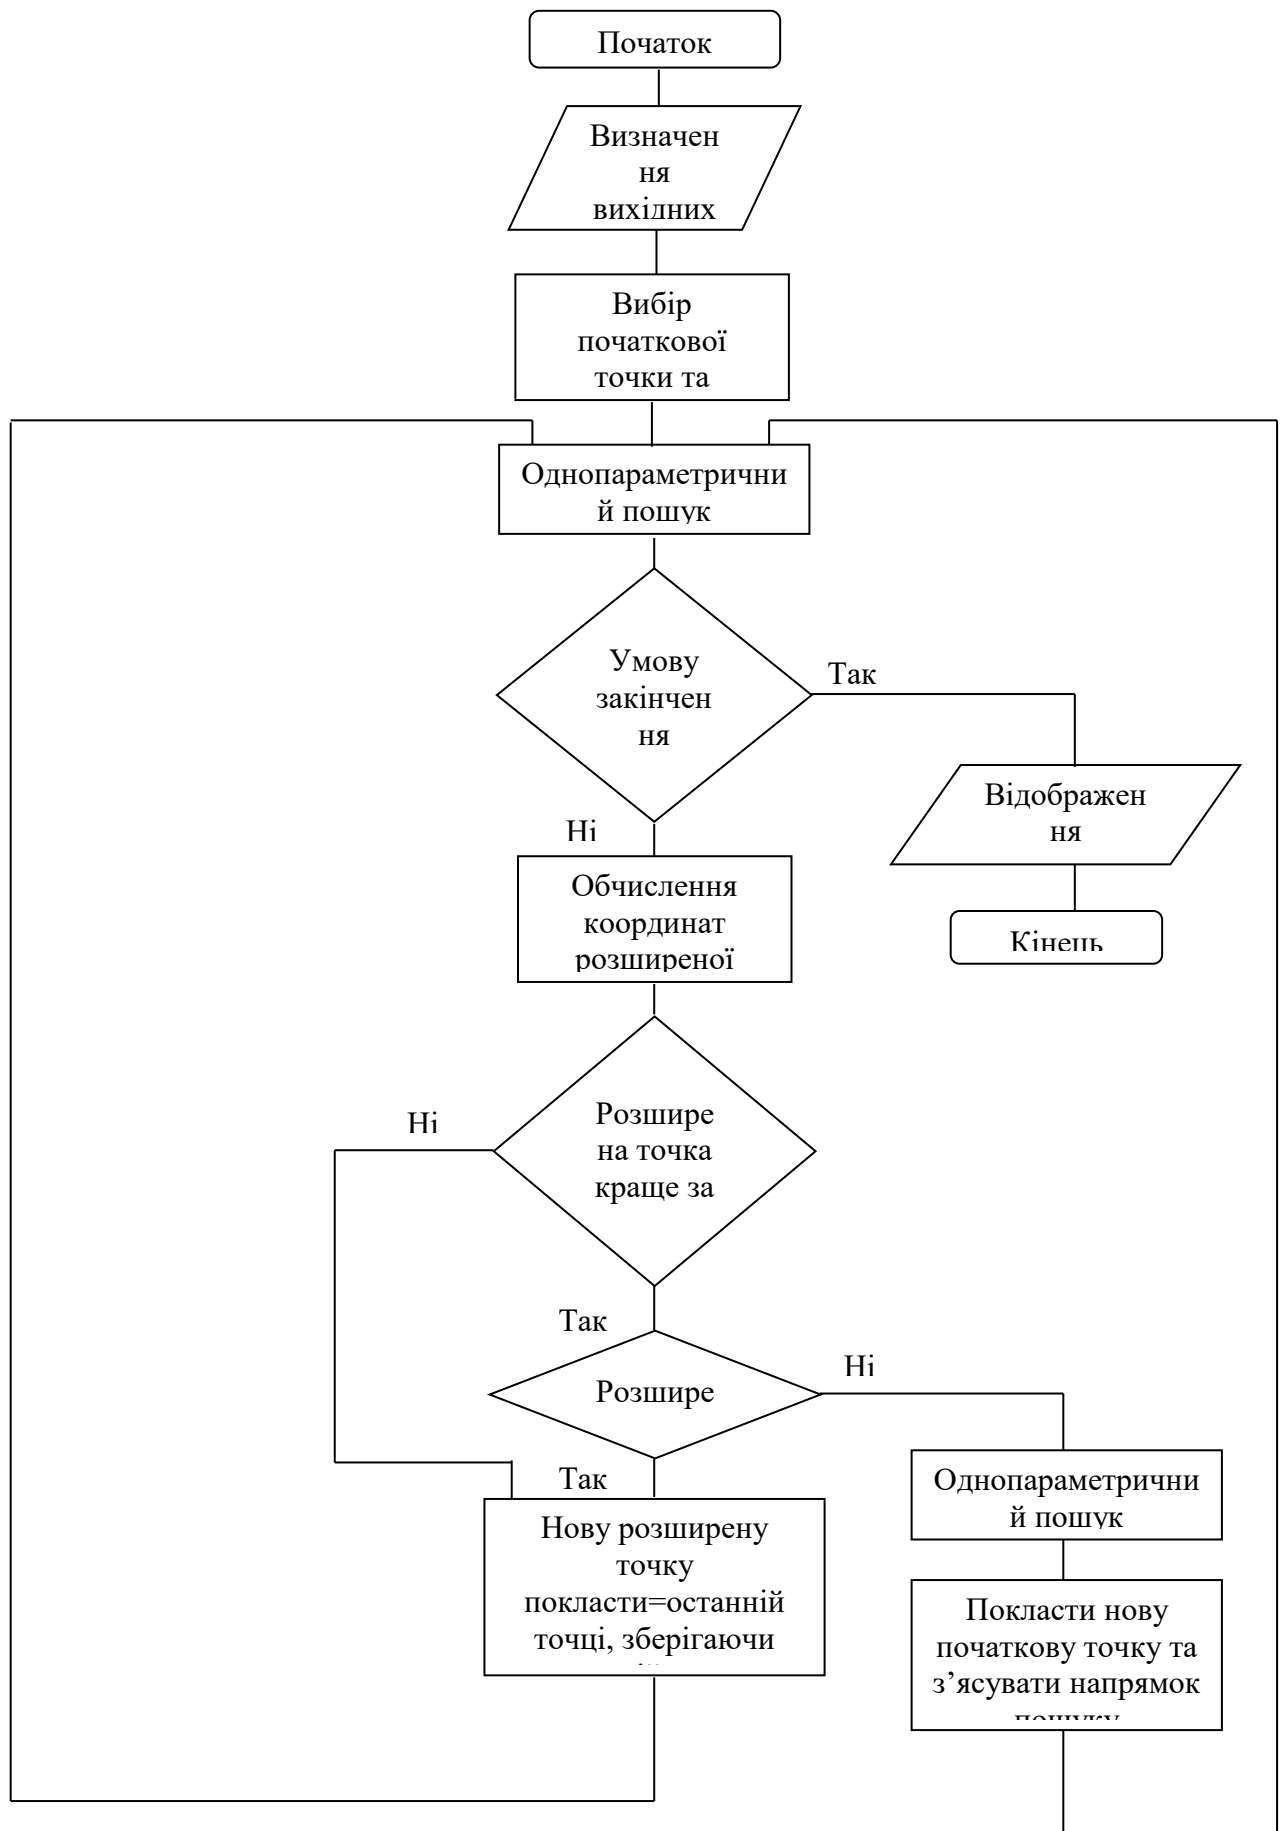 Початок
Визначен
ня
вихідних
Вибір
початкової
точки та
Однопараметрични
й пошук
Умову
закінчен
ня
Так
Відображен
ня
Ні
Обчислення
координат
розширеної
Кінець
Ні
Розшире
на точка
краще за
Так
Ні
Розшире
Так
Однопараметрични
й пошук
Нову розширену
точку
покласти=останній
точці, зберігаючи
Покласти нову
початкову точку та
з’ясувати напрямок
пошуку